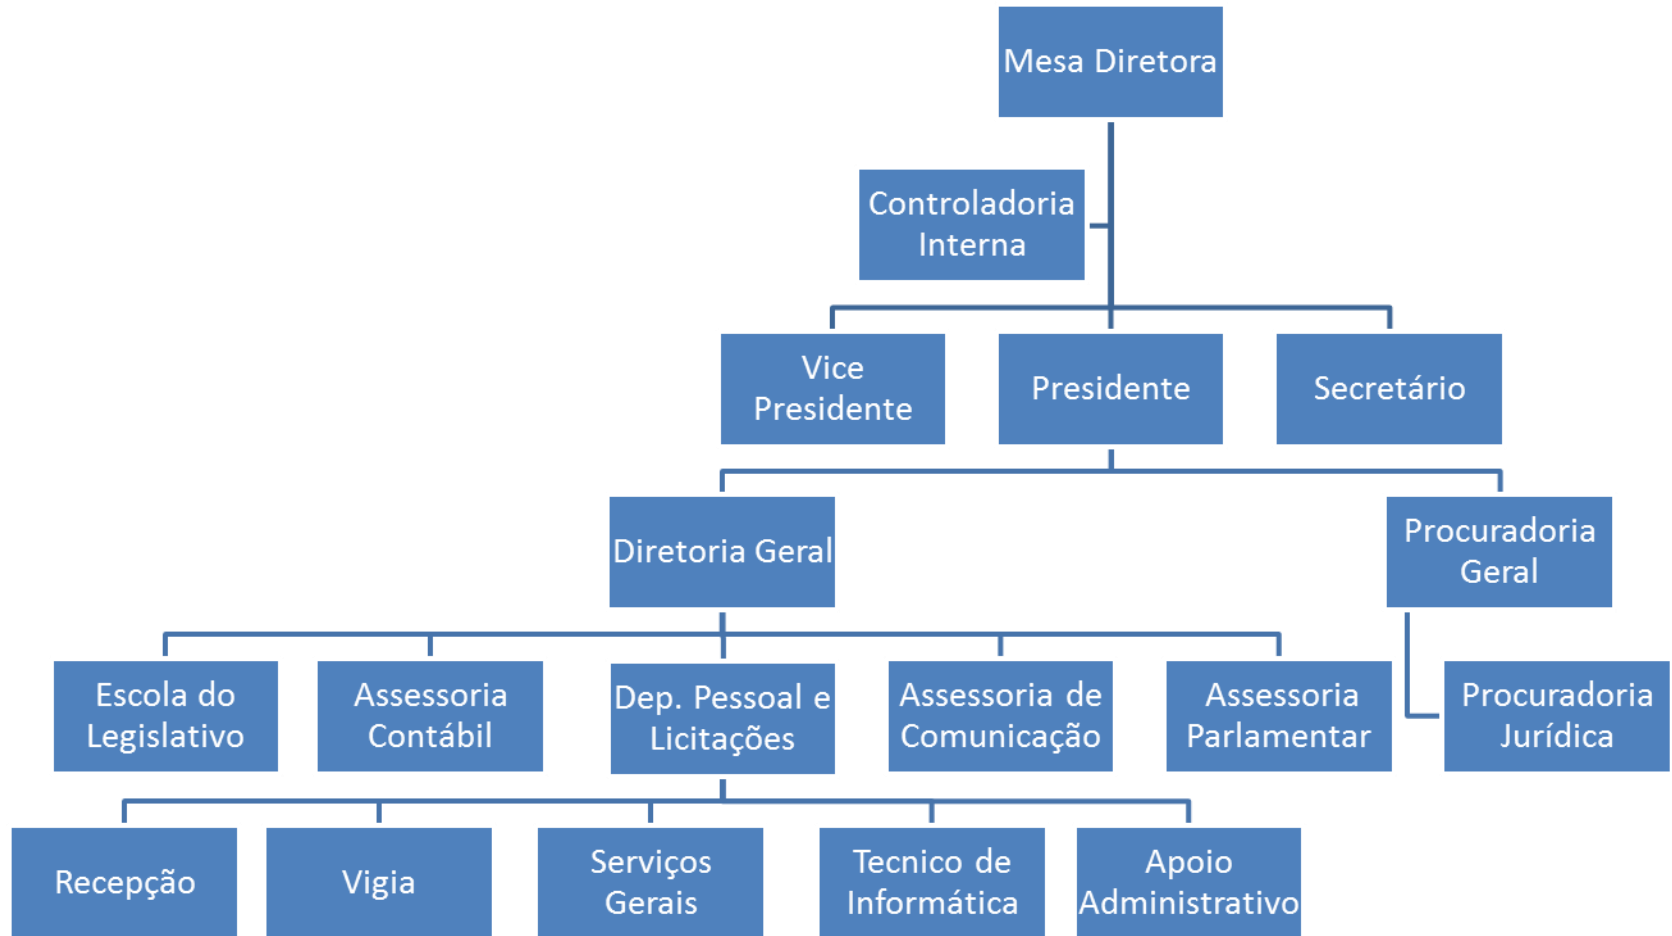 Mesa Diretora
Controladoria
Interna
Vice
Presidente
Presidente
Secretário
Diretoria Geral
Procuradoria
Geral
Escola do
Legislativo
Assessoria
Contábil
Dep. Pessoal e
Licitações
Assessoria de
Comunicação
Assessoria
Parlamentar
Procuradoria
Jurídica
Recepção
Vigia
Serviços
Gerais
Tecnico de
Informática
Apoio
Administrativo